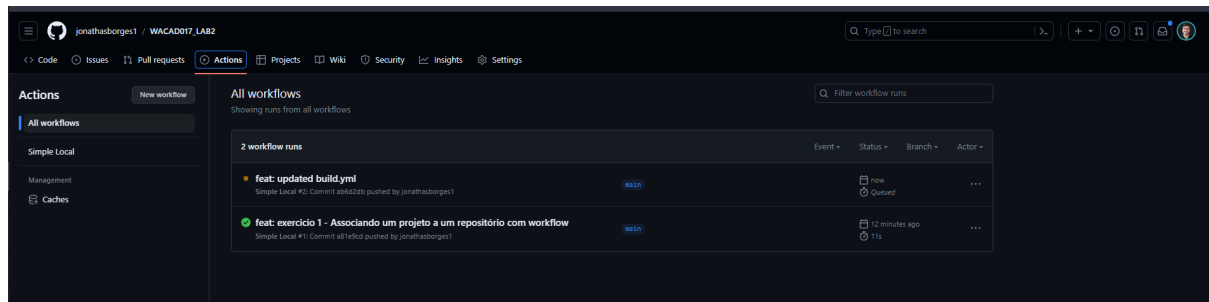 jonathasborges1 / WACAD017_LAB2
Type / to search
Code Issues Pull requests Actions Projects Wiki Security Insights Settings
Actions
New workflow
All workflows
Simple Local
Management
Caches
All workflows
Showing runs from all workflows
Filter workflow runs
2 workflow runs
Event Status Branch Actor
feat: updated build.yml
Simple Local #2: Commit ab6d2db pushed by jonathasborges1
main
now
Queued
feat: exercicio 1 - Associando um projeto a um repositório com workflow
Simple Local #1: Commit a81e9cd pushed by jonathasborges1
main
12 minutes ago
11s